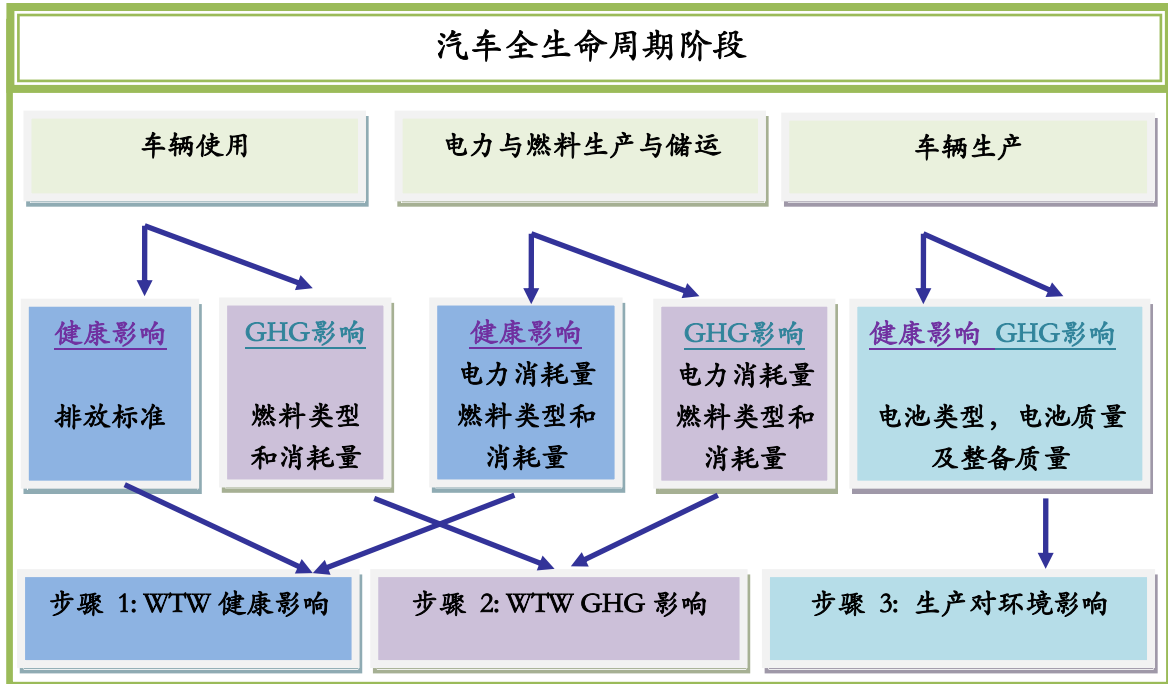 汽车全生命周期阶段
车辆使用
电力与燃料生产与储运
车辆生产
健康影响
排放标准
GHG影响
燃料类型
和消耗量
健康影响
电力消耗量
燃料类型和
消耗量
GHG影响
电力消耗量
燃料类型和
消耗量
健康影响 GHG影响
电池类型，电池质量
及整备质量
步骤 1: WTW 健康影响
步骤 2: WTW GHG 影响
步骤 3: 生产对环境影响